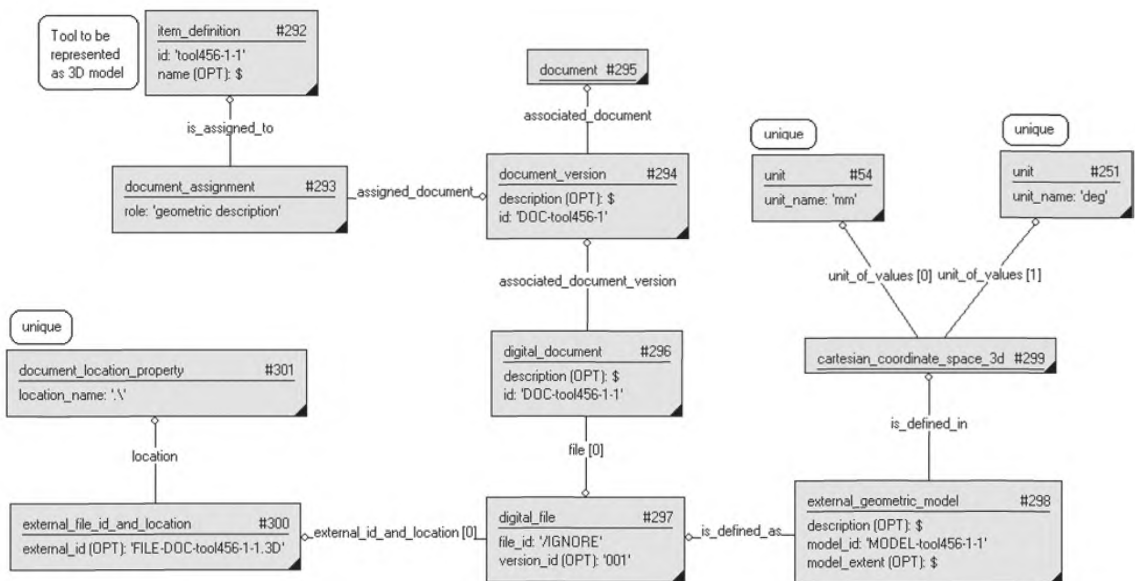 Tool to be
represented
as 3D model
item_definition #292
id: 'tool456-1-1'
name (OPT): $
is_assigned_to
document_assignment #293
role: 'geometric description'
assigned_document
document #295
associated_document
document_version #294
description (OPT): $
id: 'DOC-tool456-1'
associated_document_version
digital_document #296
description (OPT): $
id: 'DOC-tool456-1-1'
file [0]
unique
unit #54
unit_name: 'mm'
unique
unit #251
unit_name: 'deg'
unit_of_values [0]
unit_of_values [1]
cartesian_coordinate_space_3d #299
is_defined_in
unique
document_location_property #301
location_name: '.\'
location
external_file_id_and_location #300
external_id (OPT): 'FILE-DOC-tool456-1-1.3D'
external_id_and_location [0]
digital_file #297
file_id: '/IGNORE'
version_id (OPT): '001'
is_defined_as
external_geometric_model #298
description (OPT): $
model_id: 'MODEL-tool456-1-1'
model_extent (OPT): $